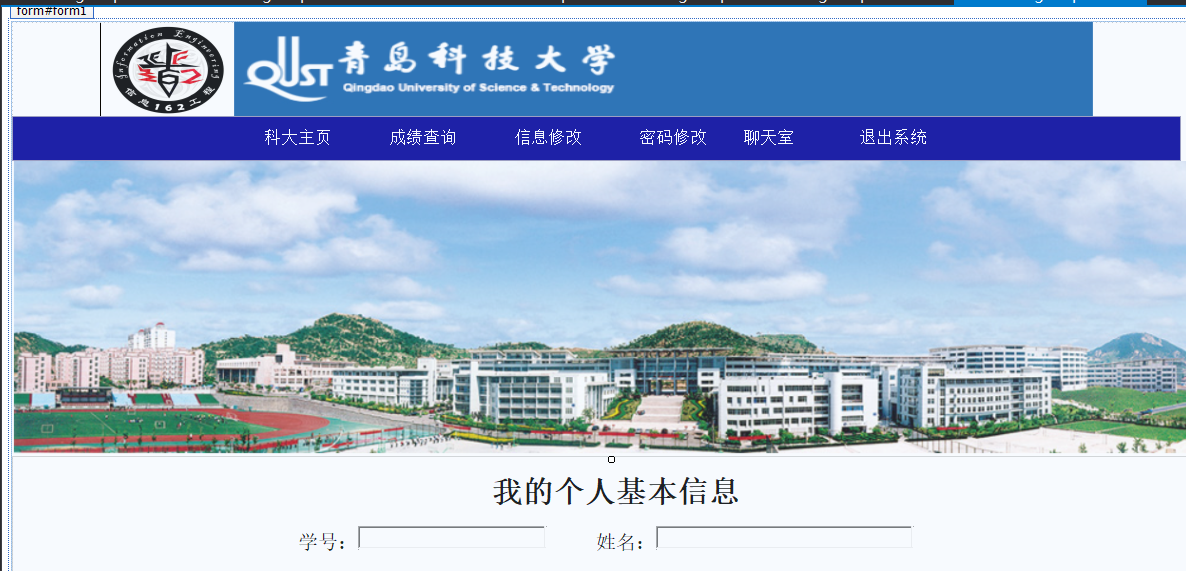 form#form1
Information Engineering
信息162工程
QUST 青岛科技大学
Qingdao University of Science & Technology
科大主页 成绩查询 信息修改 密码修改 聊天室 退出系统
我的个人基本信息
学号： 姓名：